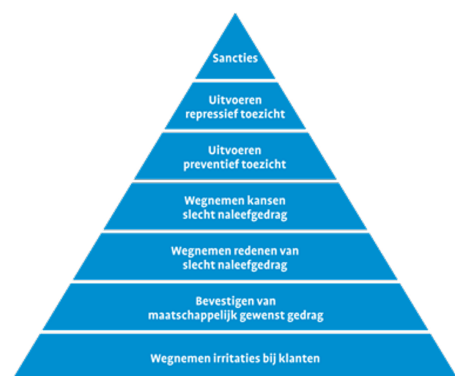 Sancties
Uitvoeren
repressief toezicht
Uitvoeren
preventief toezicht
Wegnemen kansen
slecht naleefgedrag
Wegnemen redenen van
slecht naleefgedrag
Bevestigen van
maatschappelijk gewenst gedrag
Wegnemen irritaties bij klanten